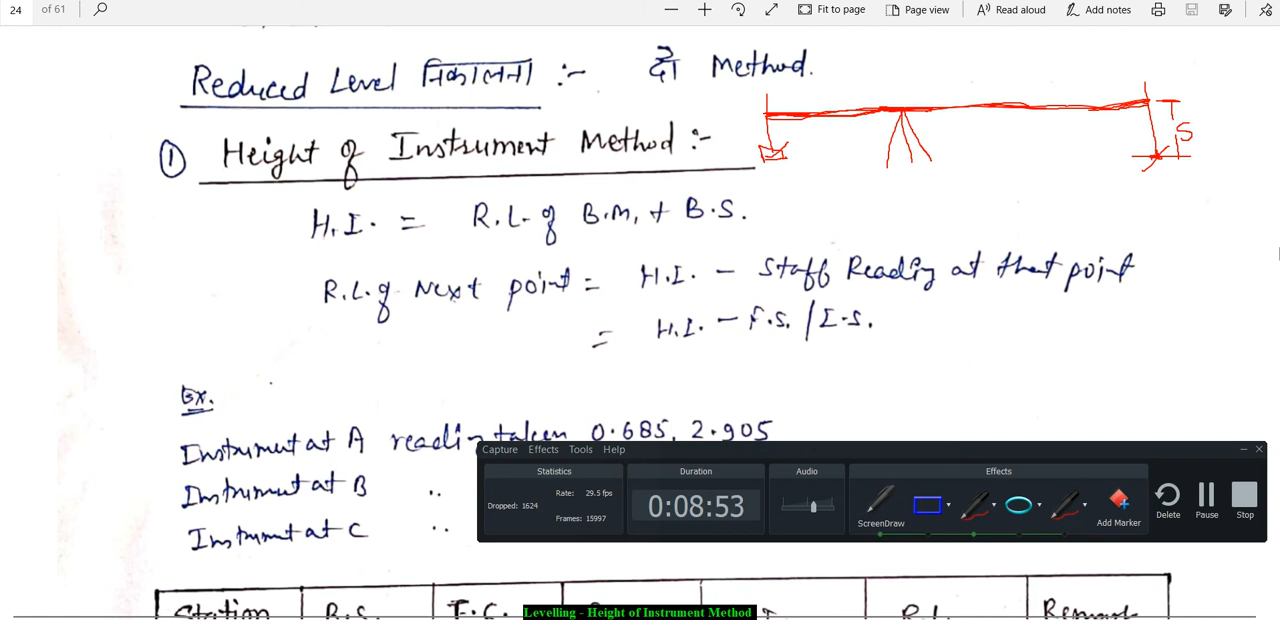 24 of 61 Fit to page Page view Read aloud Add notes
Reduced Level निकालना :- दो Method.
① Height of Instrument Method :-
T
S
H.I. = R.L. of B.M. + B.S.
R.L. of Next point = H.I. - Staff Reading at that point
= H.I. - F.S. / I.S.
Ex.
Instrument at A reading taken 0.685, 2.905
Instrument at B ..
Instrument at C ..
Capture Effects Tools Help
Statistics Duration Audio Effects
Rate: 29.5 fps
Dropped: 1624
Frames: 15997
0:08:53
ScreenDraw Add Marker Delete Pause Stop
Station R.L. Remark
Levelling - Height of Instrument Method